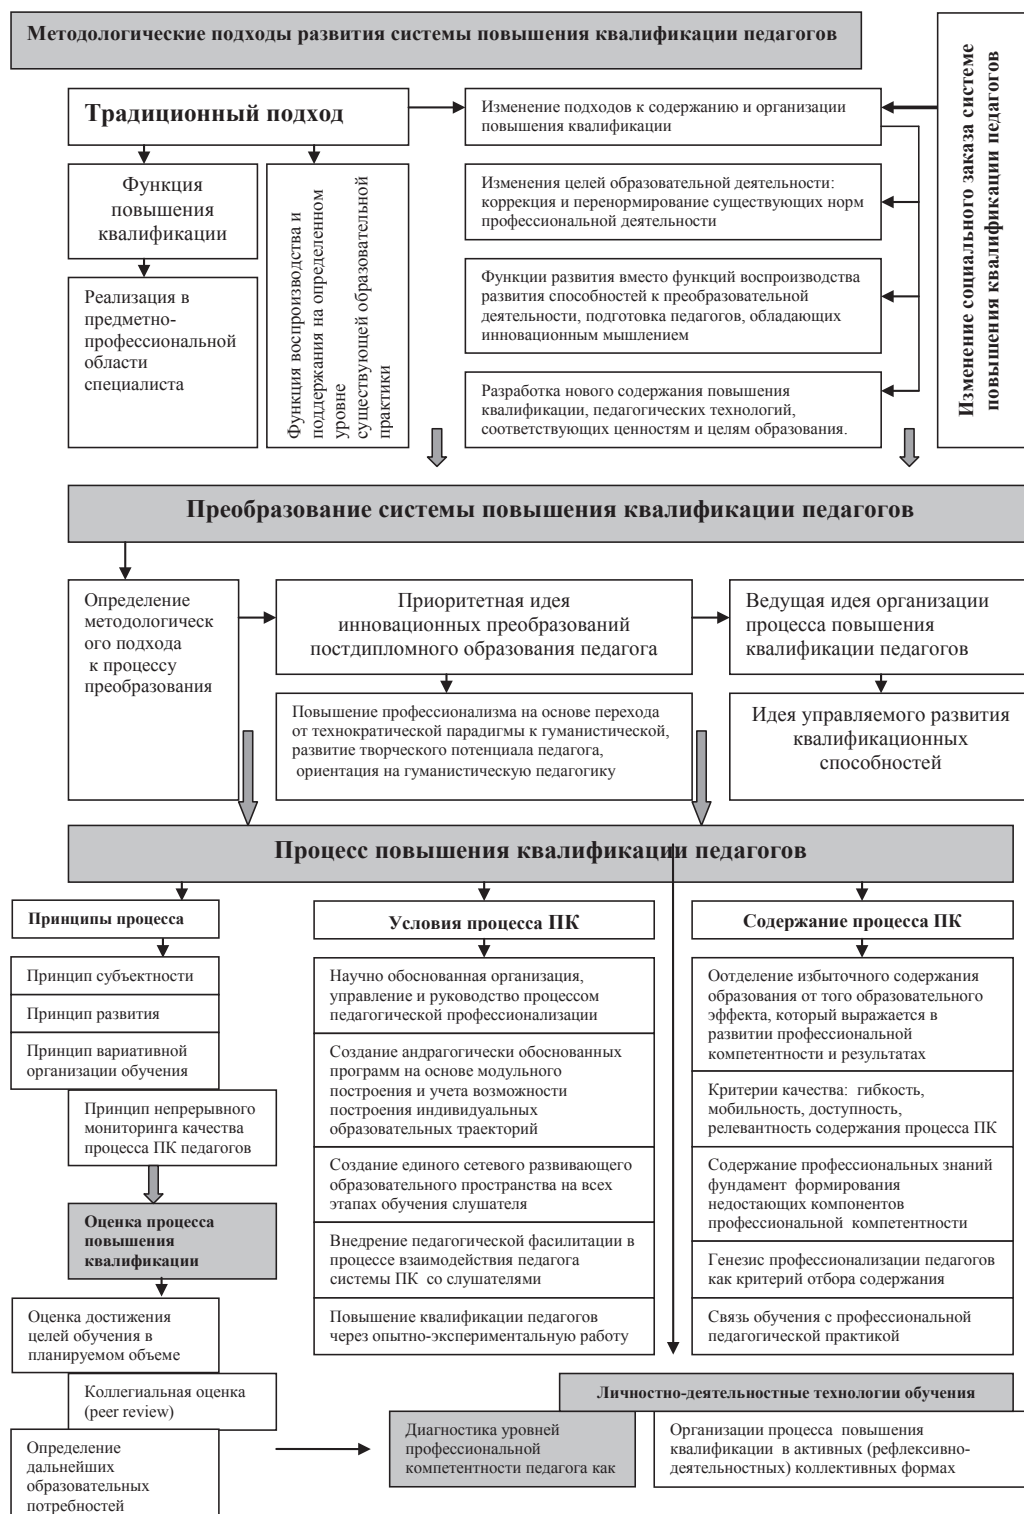 Методологические подходы развития системы повышения квалификации педагогов
Изменение социального заказа системе
повышения квалификации педагогов
Традиционный подход
Изменение подходов к содержанию и организации
повышения квалификации
Функция
повышения
квалификации
Функция воспроизводства и
поддержания на определенном
уровне
существующей образовательной
практики
Изменения целей образовательной деятельности:
коррекция и перенормирование существующих норм
профессиональной деятельности
Реализация в
предметно-
профессиональной
области
специалиста
Функции развития вместо функций воспроизводства
развития способностей к преобразовательной
деятельности, подготовка педагогов, обладающих
инновационным мышлением
Разработка нового содержания повышения
квалификации, педагогических технологий,
соответствующих ценностям и целям образования.
Преобразование системы повышения квалификации педагогов
Определение
методологическ
ого подхода
к процессу
преобразования
Приоритетная идея
инновационных преобразований
постдипломного образования педагога
Ведущая идея организации
процесса повышения
квалификации педагогов
Повышение профессионализма на основе перехода
от технократической парадигмы к гуманистической,
развитие творческого потенциала педагога,
ориентация на гуманистическую педагогику
Идея управляемого развития
квалификационных
способностей
Процесс повышения квалификации педагогов
Принципы процесса
Принцип субъектности
Принцип развития
Принцип вариативной
организации обучения
Принцип непрерывного
мониторинга качества
процесса ПК педагогов
Оценка процесса
повышения
квалификации
Оценка достижения
целей обучения в
планируемом объеме
Коллегиальная оценка
(peer review)
Определение
дальнейших
образовательных
потребностей
Условия процесса ПК
Научно обоснованная организация,
управление и руководство процессом
педагогической профессионализации
Создание андрагогически обоснованных
программ на основе модульного
построения и учета возможности
построения индивидуальных
образовательных траекторий
Создание единого сетевого развивающего
образовательного пространства на всех
этапах обучения слушателя
Внедрение педагогической фасилитации в
процессе взаимодействия педагога
системы ПК со слушателями
Повышение квалификации педагогов
через опытно-экспериментальную работу
Содержание процесса ПК
Оотделение избыточного содержания
образования от того образовательного
эффекта, который выражается в
развитии профессиональной
компетентности и результатах
Критерии качества: гибкость,
мобильность, доступность,
релевантность содержания процесса ПК
Содержание профессиональных знаний
фундамент формирования
недостающих компонентов
профессиональной компетентности
Генезис профессионализации педагогов
как критерий отбора содержания
Связь обучения с профессиональной
педагогической практикой
Личностно-деятельностные технологии обучения
Диагностика уровней
профессиональной
компетентности педагога как
Организации процесса повышения
квалификации в активных (рефлексивно-
деятельностных) коллективных формах